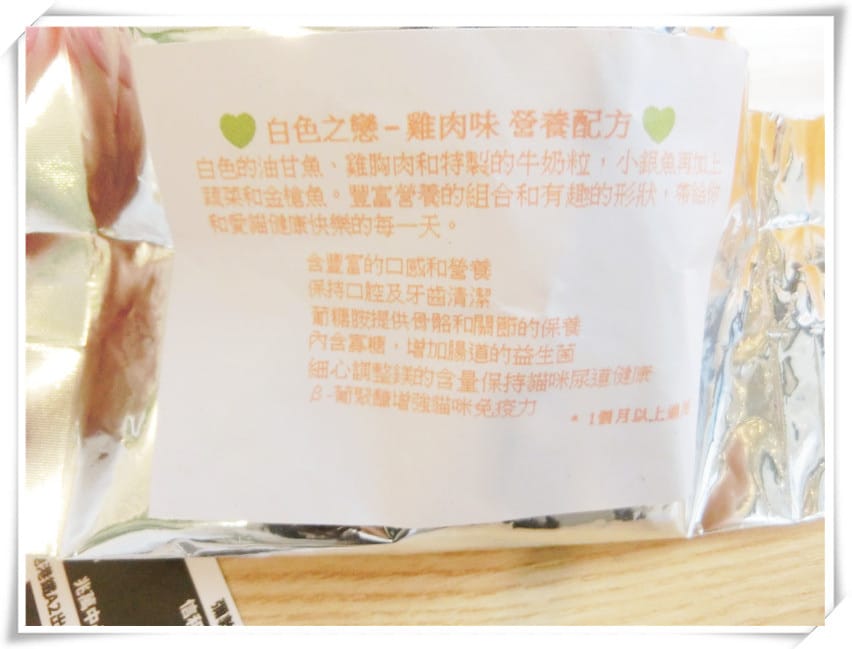 白色之戀-雞肉味 營養配方
白色的油甘魚、雞胸肉和特製的牛奶粒，小銀魚再加上
蔬菜和金槍魚。豐富營養的組合和有趣的形狀，帶給你
和愛貓健康快樂的每一天。
含豐富的口感和營養
保持口腔及牙齒清潔
葡糖胺提供骨骼和關節的保養
內含寡糖，增加腸道的益生菌
細心調整鎂的含量保持貓咪尿道健康
β-葡聚醣增強貓咪免疫力
* 1個月以上適用
兆萬中
信和